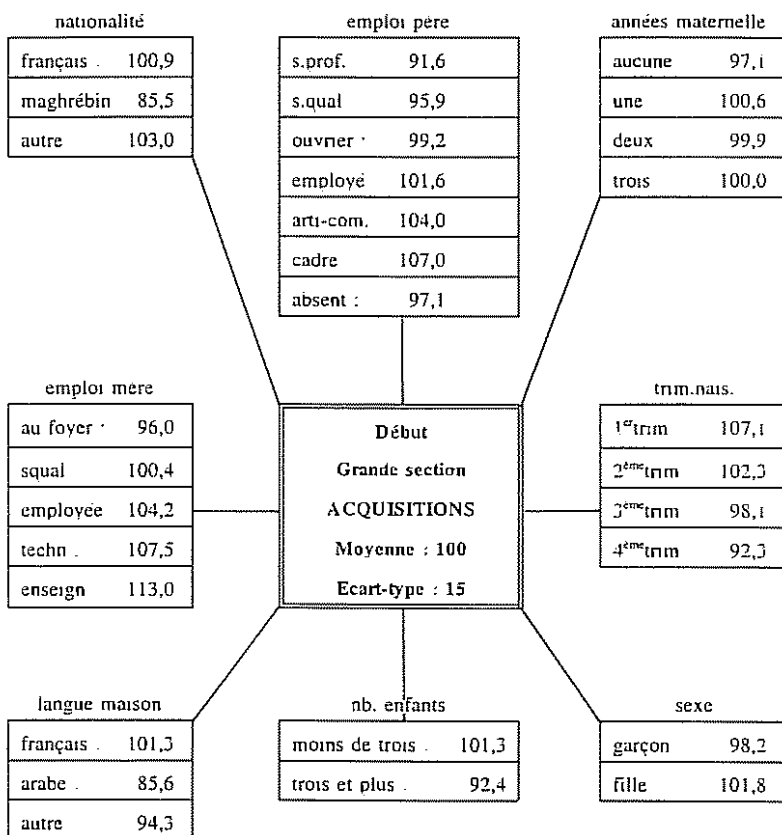 nationalité
français . 100,9
maghrébin 85,5
autre 103,0
emploi père
s.prof. 91,6
s.qual 95,9
ouvrier . 99,2
employé 101,6
arti-com. 104,0
cadre 107,0
absent : 97,1
années maternelle
aucune 97,1
une 100,6
deux 99,9
trois 100,0
emploi mère
au foyer . 96,0
squal 100,4
employée 104,2
techn . 107,5
enseign 113,0
Début
Grande section
ACQUISITIONS
Moyenne : 100
Ecart-type : 15
trim.nais.
1er trim 107,1
2ème trim 102,3
3ème trim 98,1
4ème trim 92,3
langue maison
français . 101,3
arabe . 85,6
autre 94,3
nb. enfants
moins de trois . 101,3
trois et plus . 92,4
sexe
garçon 98,2
fille 101,8